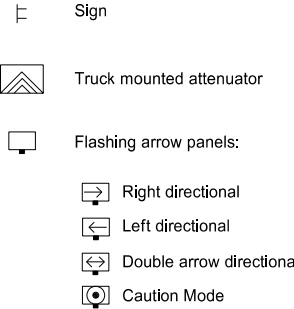 Sign
Truck mounted attenuator
Flashing arrow panels:
Right directional
Left directional
Double arrow directiona
Caution Mode